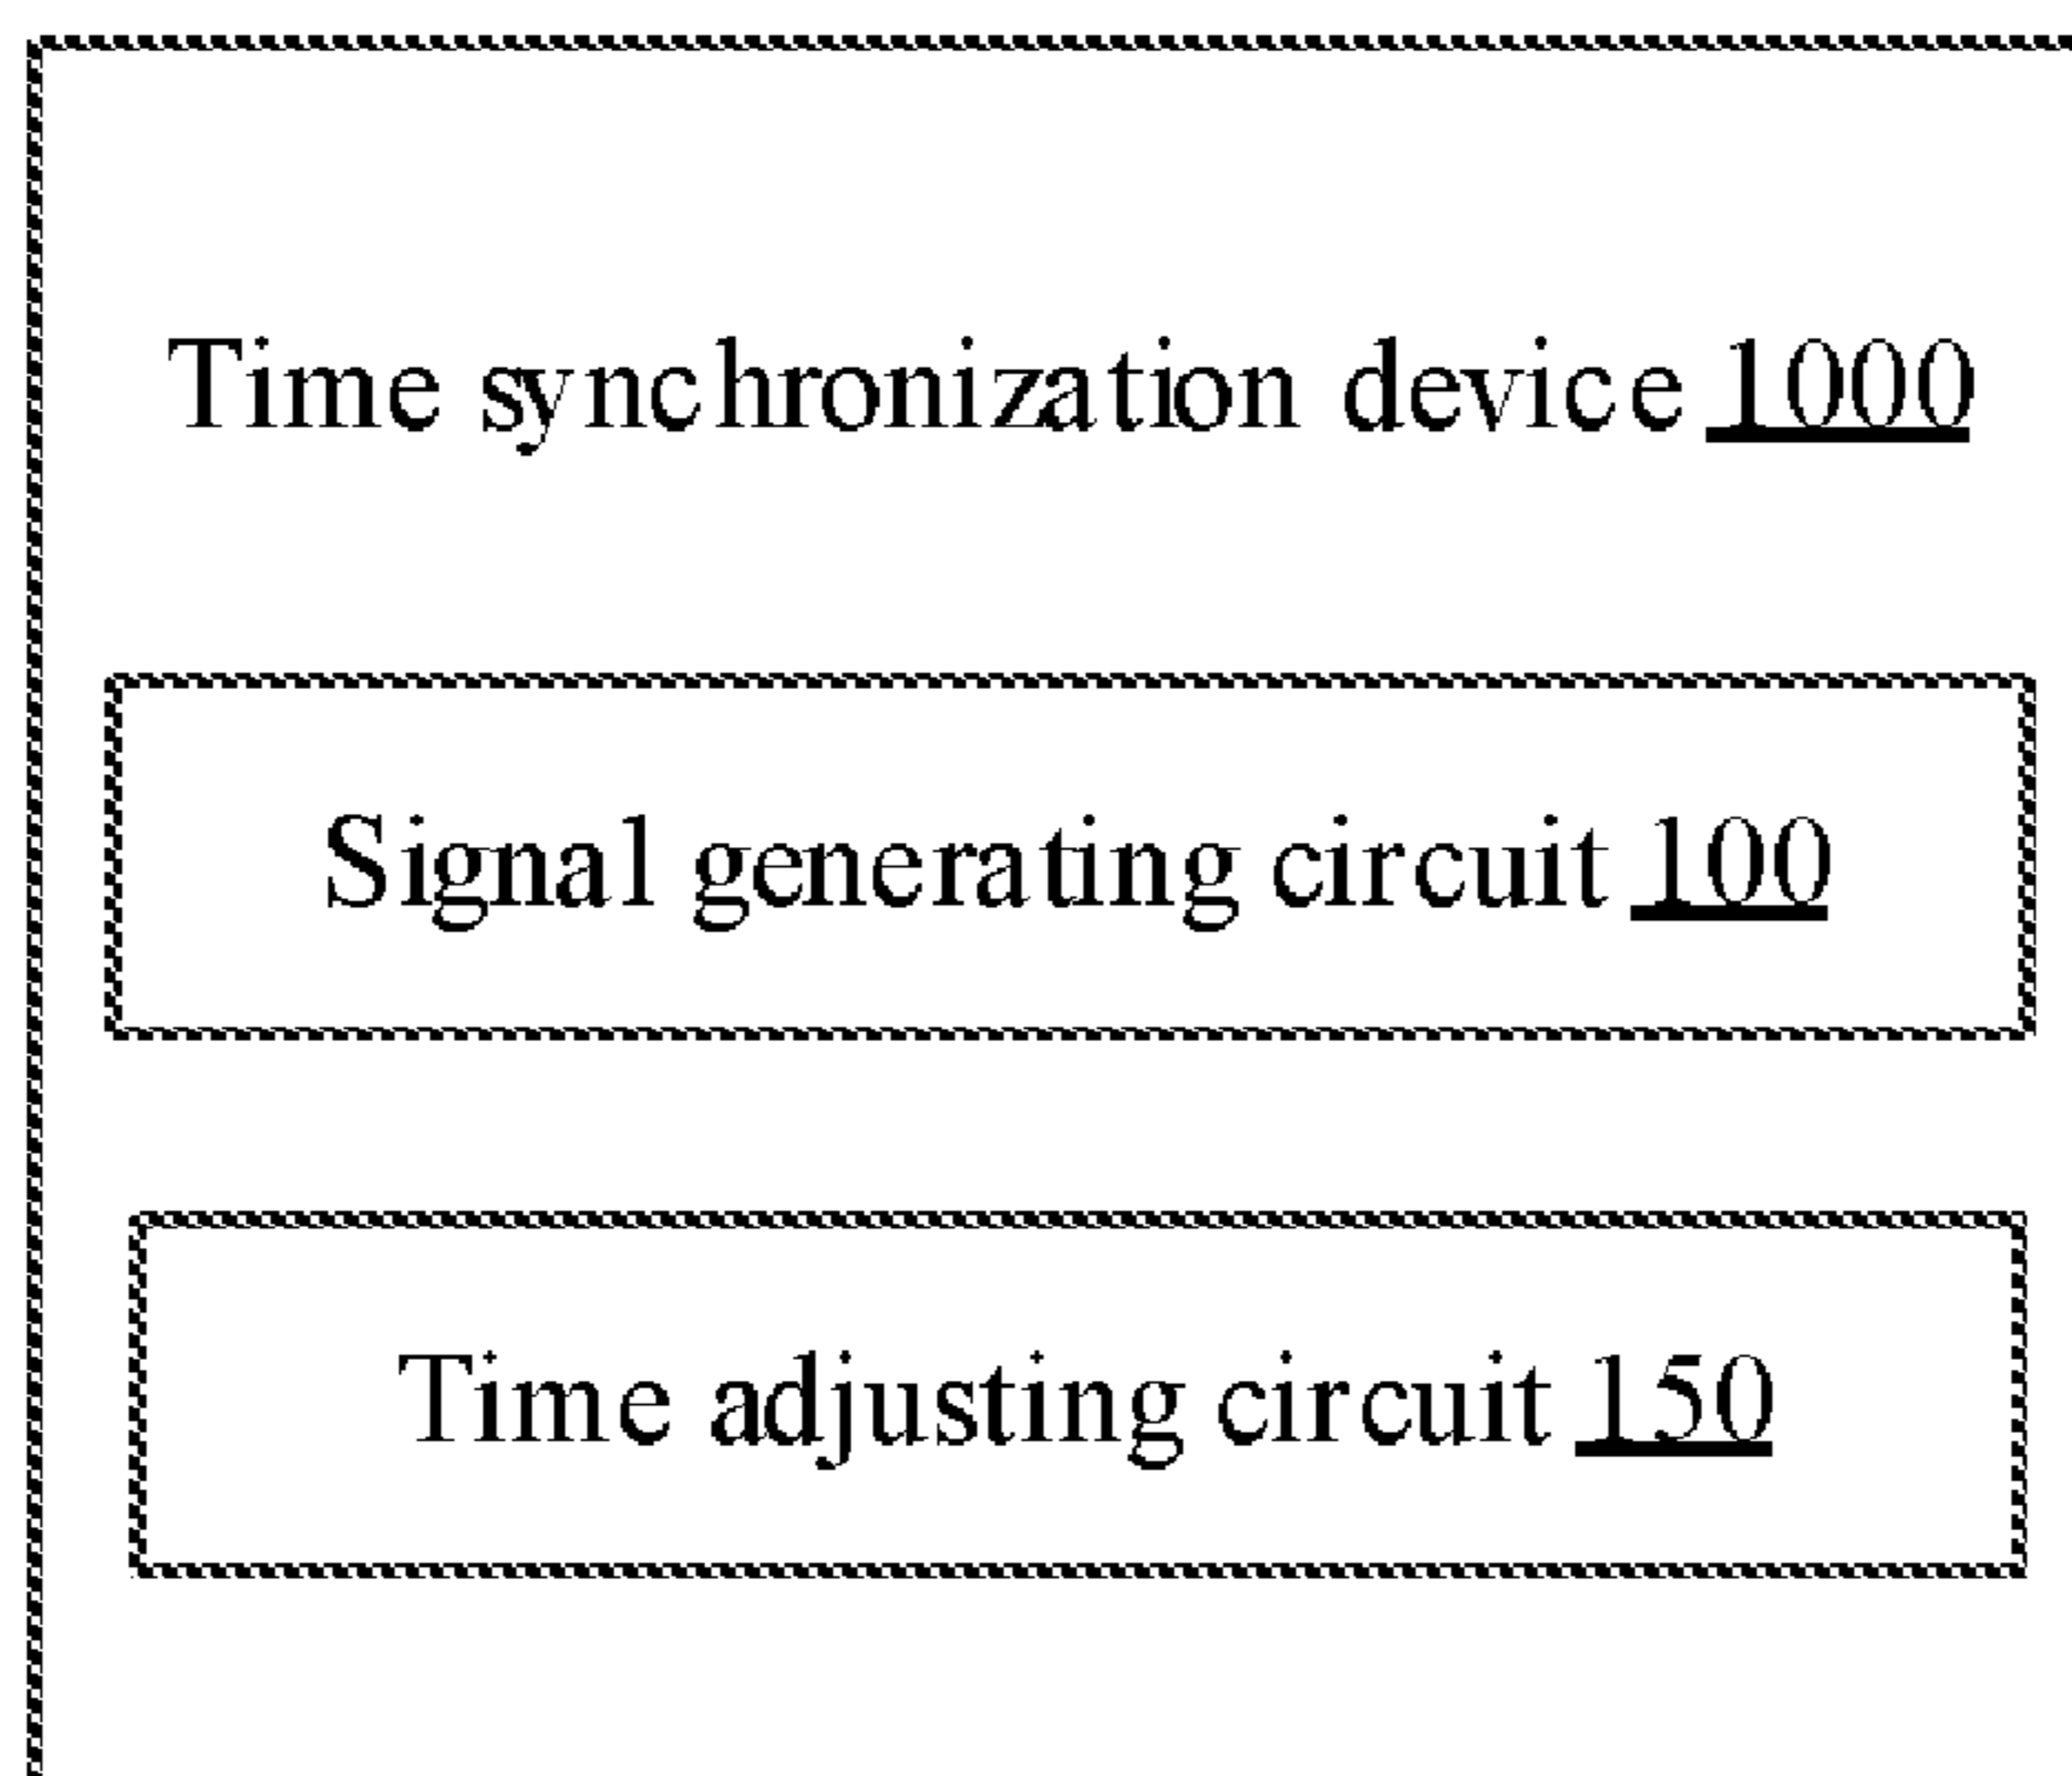 Time synchronization device 1000
Signal generating circuit 100
Time adjusting circuit 150